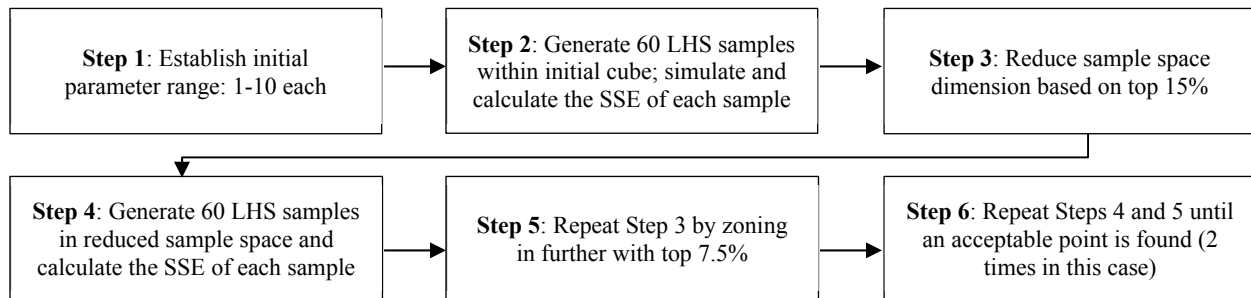 Step 1: Establish initial
parameter range: 1-10 each
Step 2: Generate 60 LHS samples
within initial cube; simulate and
calculate the SSE of each sample
Step 3: Reduce sample space
dimension based on top 15%
Step 4: Generate 60 LHS samples
in reduced sample space and
calculate the SSE of each sample
Step 5: Repeat Step 3 by zoning
in further with top 7.5%
Step 6: Repeat Steps 4 and 5 until
an acceptable point is found (2
times in this case)